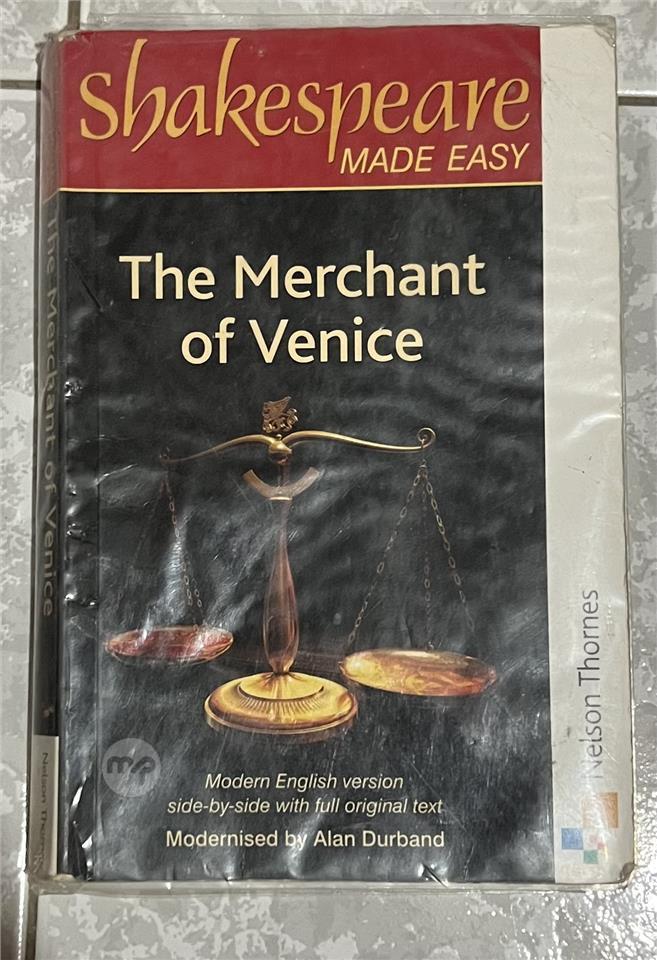 Shakespeare
MADE EASY
The Merchant
of Venice
Modern English version
side-by-side with full original text
Modernised by Alan Durband
Nelson Thornes
The Merchant of Venice
Nelson